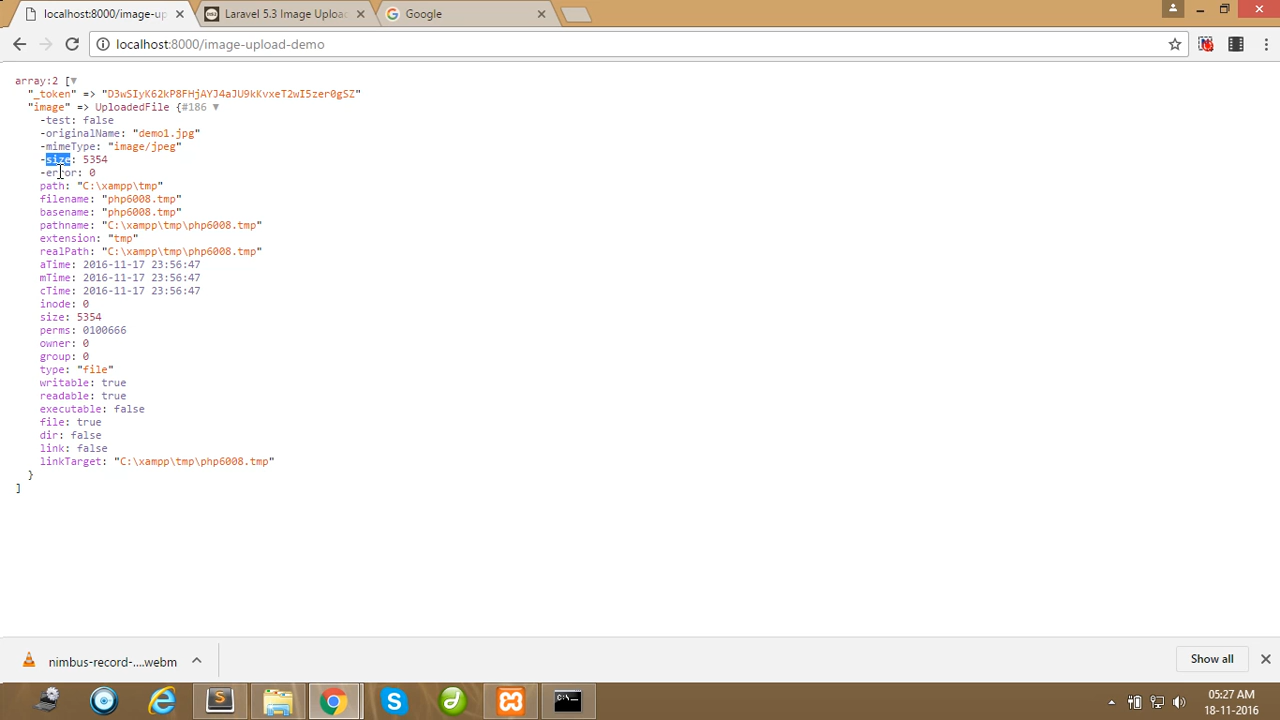 localhost:8000/image-up
Laravel 5.3 Image Uploa
Google
localhost:8000/image-upload-demo
array:2 [▼
"_token" => "D3wSIyK62kP8FHjAYJ4aJU9kKvxeT2wI5zer0gSZ"
"image" => UploadedFile {#186 ▼
-test: false
-originalName: "demo1.jpg"
-mimeType: "image/jpeg"
-size: 5354
-error: 0
path: "C:\xampp\tmp"
filename: "php6008.tmp"
basename: "php6008.tmp"
pathname: "C:\xampp\tmp\php6008.tmp"
extension: "tmp"
realPath: "C:\xampp\tmp\php6008.tmp"
aTime: 2016-11-17 23:56:47
mTime: 2016-11-17 23:56:47
cTime: 2016-11-17 23:56:47
inode: 0
size: 5354
perms: 0100666
owner: 0
group: 0
type: "file"
writable: true
readable: true
executable: false
file: true
dir: false
link: false
linkTarget: "C:\xampp\tmp\php6008.tmp"
}
]
nimbus-record-....webm
Show all
05:27 AM
18-11-2016